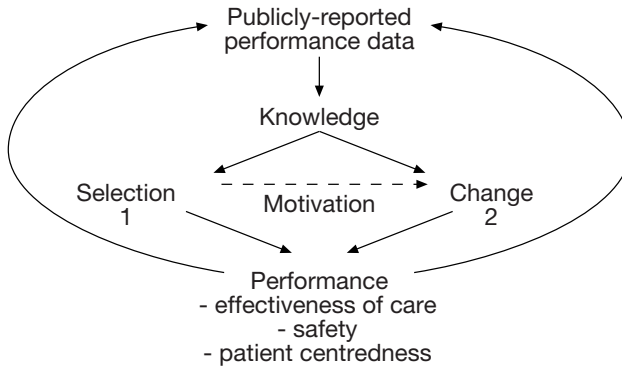 Publicly-reported
performance data
Knowledge
Selection
1
Motivation
Change
2
Performance
- effectiveness of care
- safety
- patient centredness